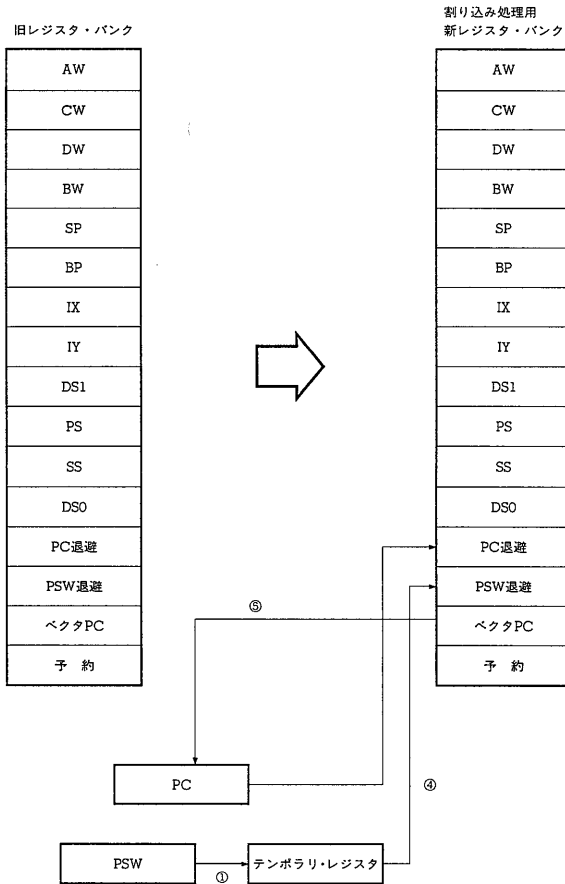 旧レジスタ・バンク
AW
CW
DW
BW
SP
BP
IX
IY
DS1
PS
SS
DS0
PC退避
PSW退避
ベクタPC
予 約
割り込み処理用
新レジスタ・バンク
AW
CW
DW
BW
SP
BP
IX
IY
DS1
PS
SS
DS0
PC退避
PSW退避
ベクタPC
予 約
⑤
PC
④
PSW
①
テンポラリ・レジスタ